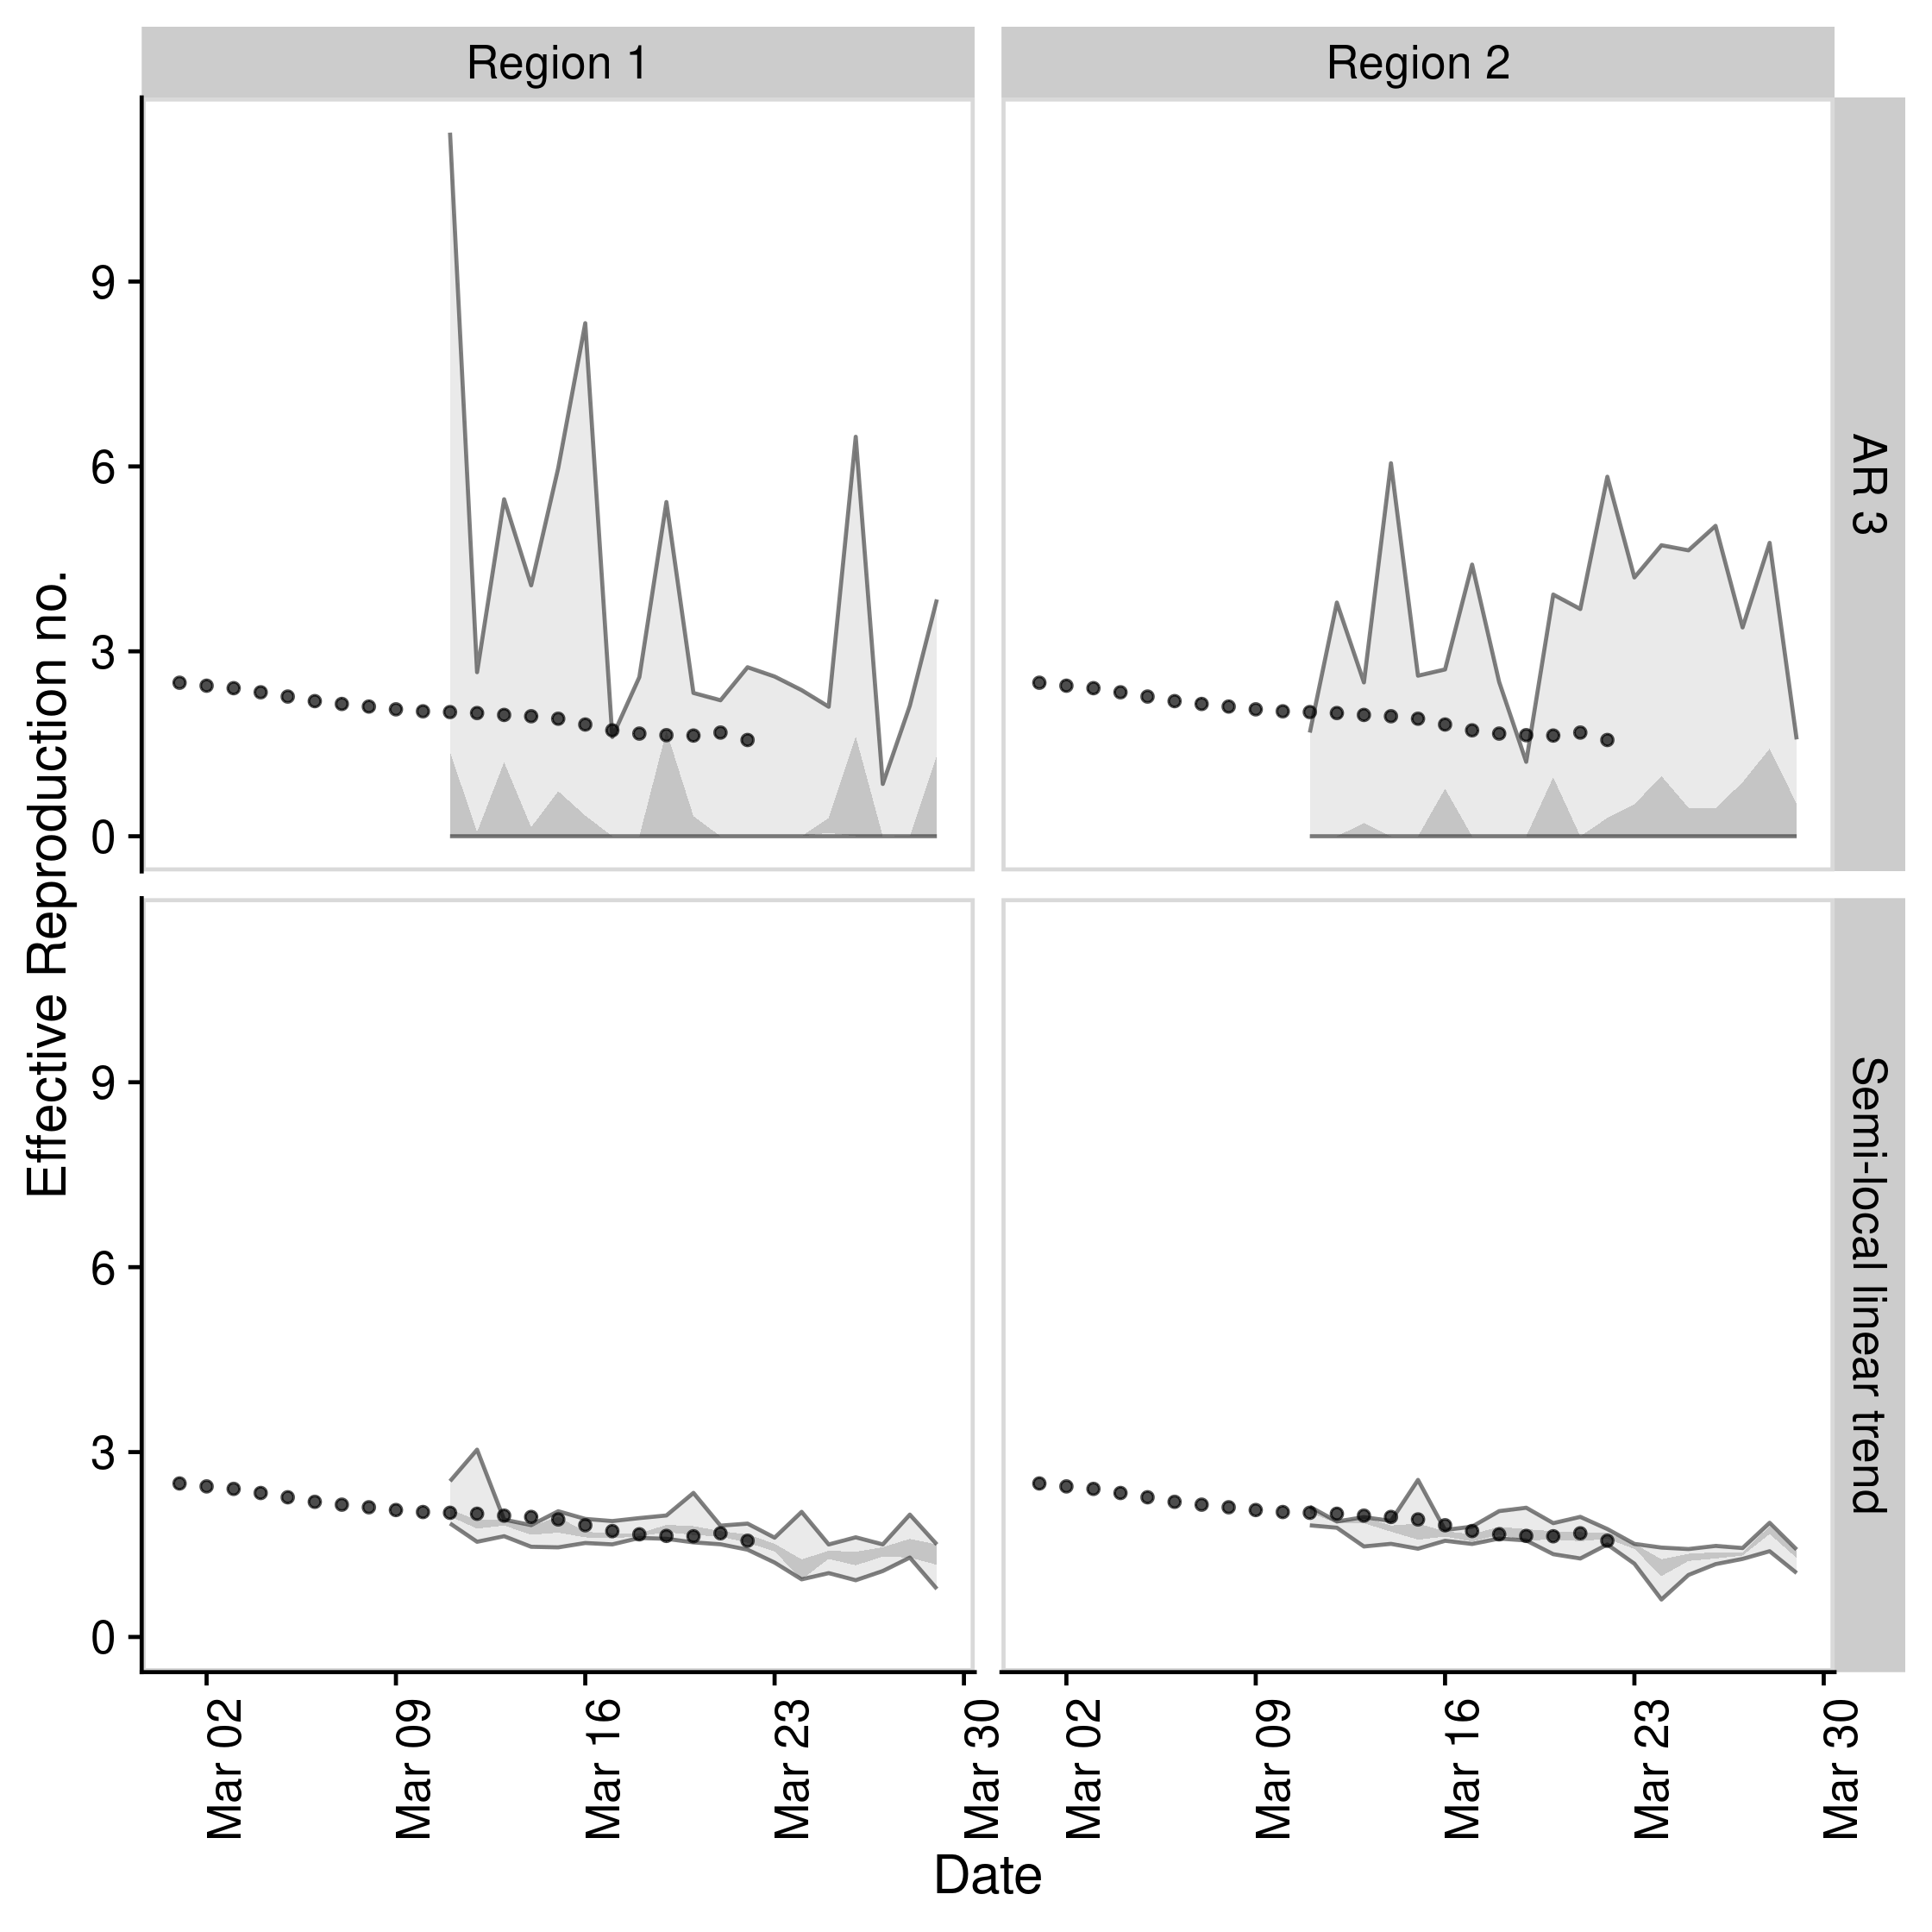 Region 1
Region 2
Effective Reproduction no.
9
6
3
0
AR 3
9
6
3
0
Semi-local linear trend
Mar 02
Mar 09
Mar 16
Mar 23
Mar 30
Mar 02
Mar 09
Mar 16
Mar 23
Mar 30
Date